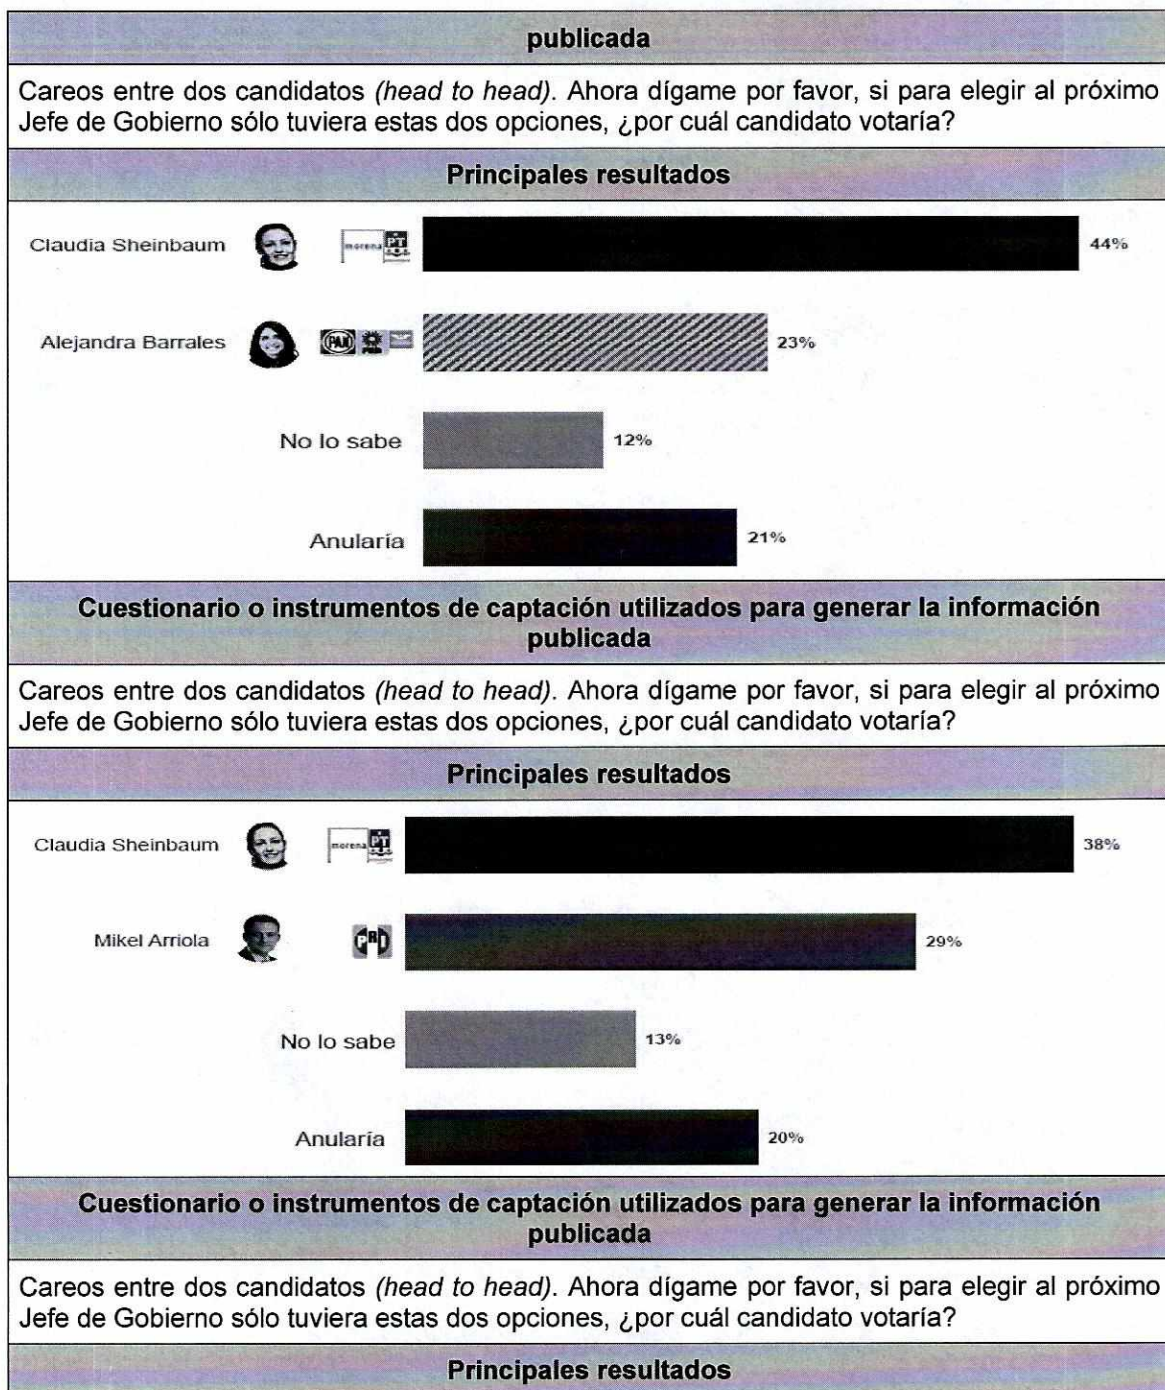 publicada
Careos entre dos candidatos (head to head). Ahora dígame por favor, si para elegir al próximo
Jefe de Gobierno sólo tuviera estas dos opciones, ¿por cuál candidato votaría?
Principales resultados
Claudia Sheinbaum morena PT 44%
Alejandra Barrales PAN 23%
No lo sabe 12%
Anularía 21%
Cuestionario o instrumentos de captación utilizados para generar la información
publicada
Careos entre dos candidatos (head to head). Ahora dígame por favor, si para elegir al próximo
Jefe de Gobierno sólo tuviera estas dos opciones, ¿por cuál candidato votaría?
Principales resultados
Claudia Sheinbaum morena PT 38%
Mikel Arriola PRI 29%
No lo sabe 13%
Anularía 20%
Cuestionario o instrumentos de captación utilizados para generar la información
publicada
Careos entre dos candidatos (head to head). Ahora dígame por favor, si para elegir al próximo
Jefe de Gobierno sólo tuviera estas dos opciones, ¿por cuál candidato votaría?
Principales resultados